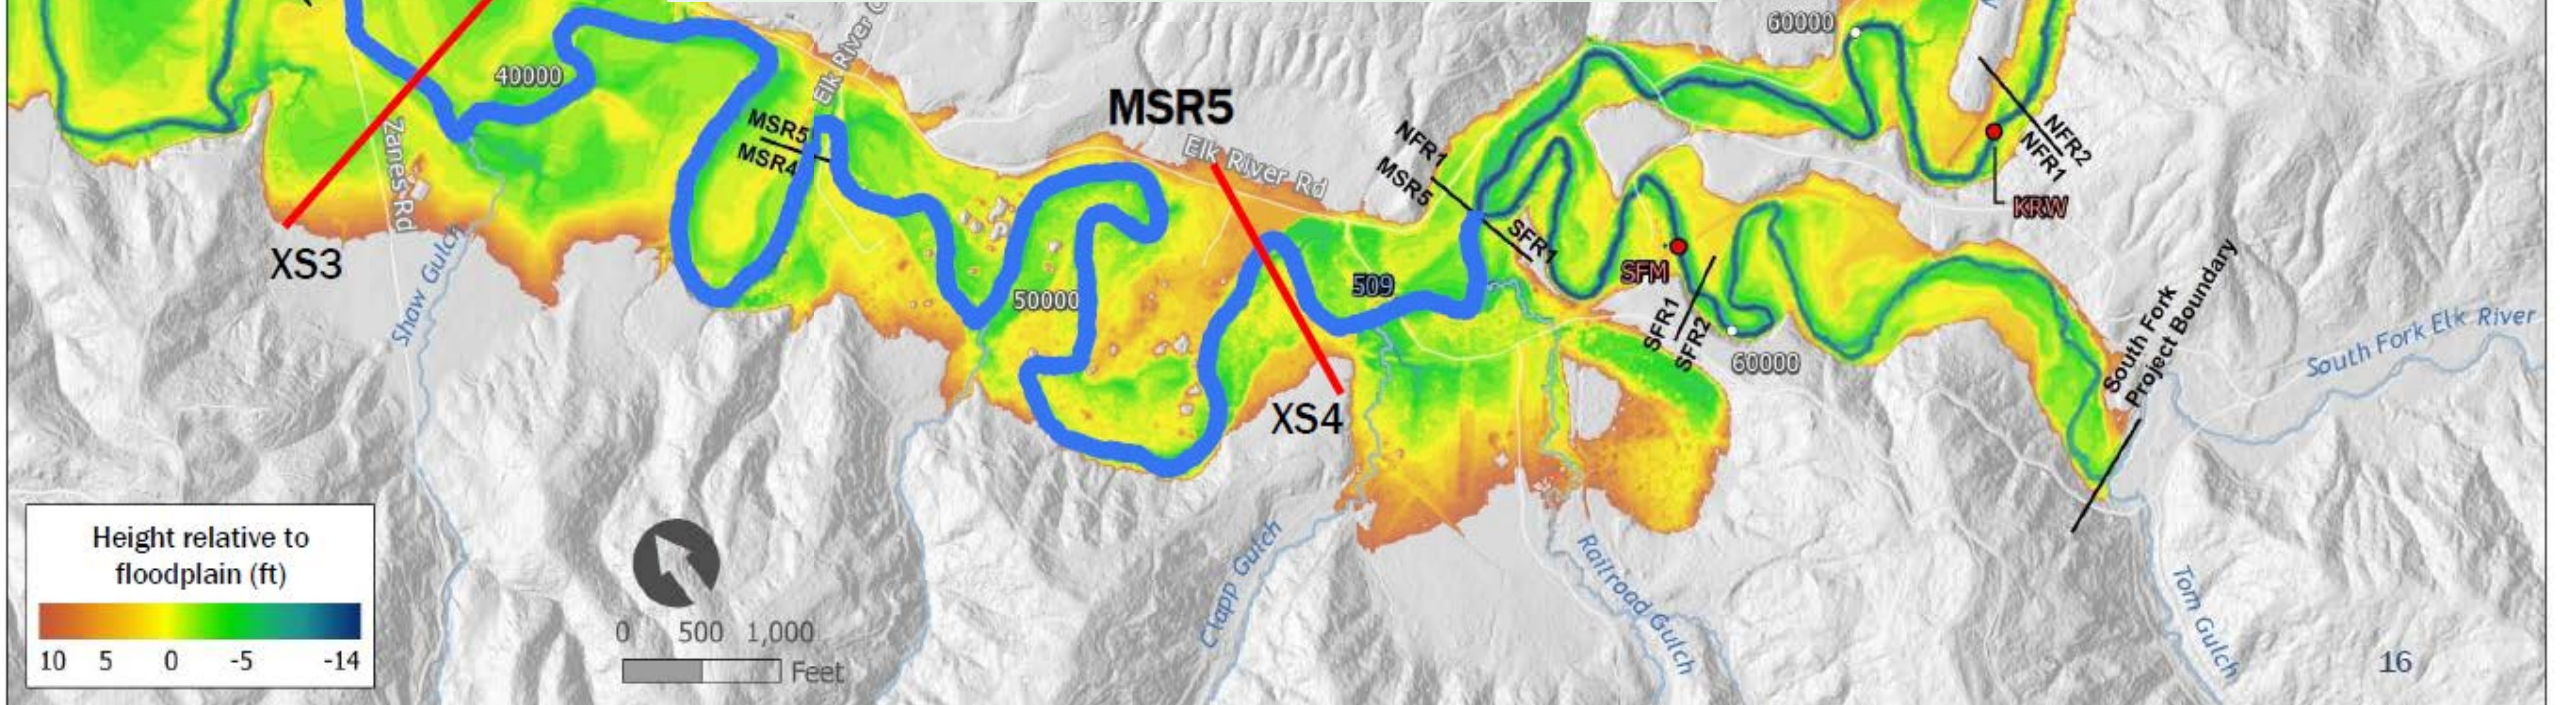 60000
40000
Elk River
MSR5
MSR4
MSR5
Elk River Rd
NFR1
MSR5
SFR1
NFR2
NFR1
KRW
Zanes Rd
XS3
Shaw Gulch
50000
509
SFM
SFR1
SFR2
60000
XS4
South Fork
Project Boundary
South Fork Elk River
Clapp Gulch
Railroad Gulch
Tom Gulch
Height relative to
floodplain (ft)
10 5 0 -5 -14
0 500 1,000
Feet
16